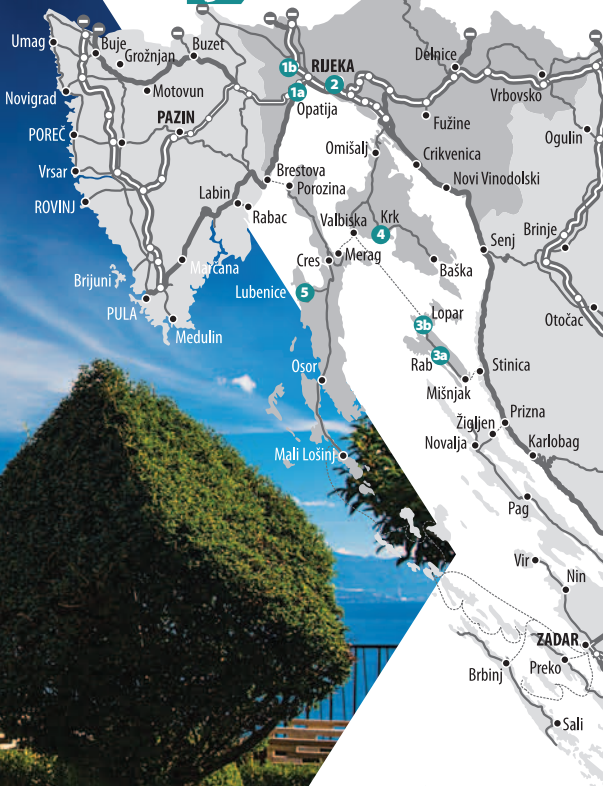 Umag
Buje
Grožnjan
Buzet
Novigrad
Motovun
PAZIN
POREČ
Vrsar
ROVINJ
Labin
Rabac
Brestova
Porozina
Brijuni
PULA
Marčana
Medulin
1b
RIJEKA
2
1a
Opatija
Delnice
Vrbovsko
Fužine
Ogulin
Omišalj
Crikvenica
Novi Vinodolski
Valbiska
Krk
4
Cres
Merag
Baška
Senj
Brinje
Lubenice
5
Lopar
3b
3a
Rab
Otočac
Mišnjak
Stinica
Osor
Prizna
Žigljen
Novalja
Karlobag
Mali Lošinj
Pag
Vir
Nin
ZADAR
Preko
Brbinj
Sali